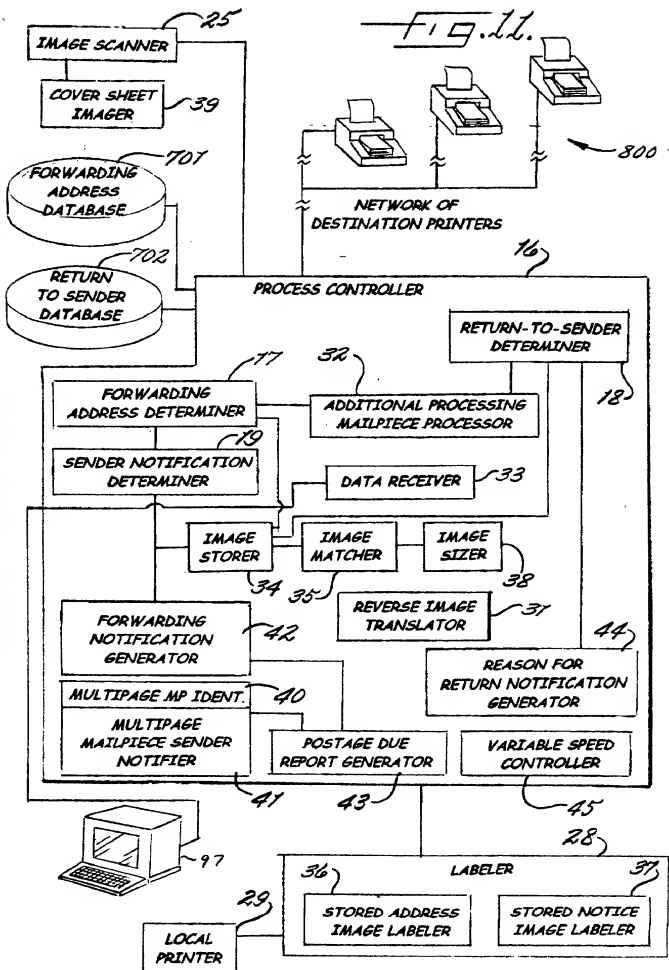 Fig. 11.
25
IMAGE SCANNER
COVER SHEET
IMAGER
39
701
FORWARDING
ADDRESS
DATABASE
702
RETURN
TO SENDER
DATABASE
800
NETWORK OF
DESTINATION PRINTERS
16
PROCESS CONTROLLER
RETURN-TO-SENDER
DETERMINER
18
17
FORWARDING
ADDRESS DETERMINER
32
ADDITIONAL PROCESSING
MAILPIECE PROCESSOR
19
SENDER NOTIFICATION
DETERMINER
DATA RECEIVER
33
IMAGE
STORER
34
IMAGE
MATCHER
35
IMAGE
SIZER
38
REVERSE IMAGE
TRANSLATOR
FORWARDING
NOTIFICATION
GENERATOR
42
44
REASON FOR
RETURN NOTIFICATION
GENERATOR
MULTIPAGE MP IDENT.
40
MULTIPAGE
MAILPIECE SENDER
NOTIFIER
41
POSTAGE DUE
REPORT GENERATOR
43
VARIABLE SPEED
CONTROLLER
45
97
28
LABELER
36
STORED ADDRESS
IMAGE LABELER
37
STORED NOTICE
IMAGE LABELER
29
LOCAL
PRINTER